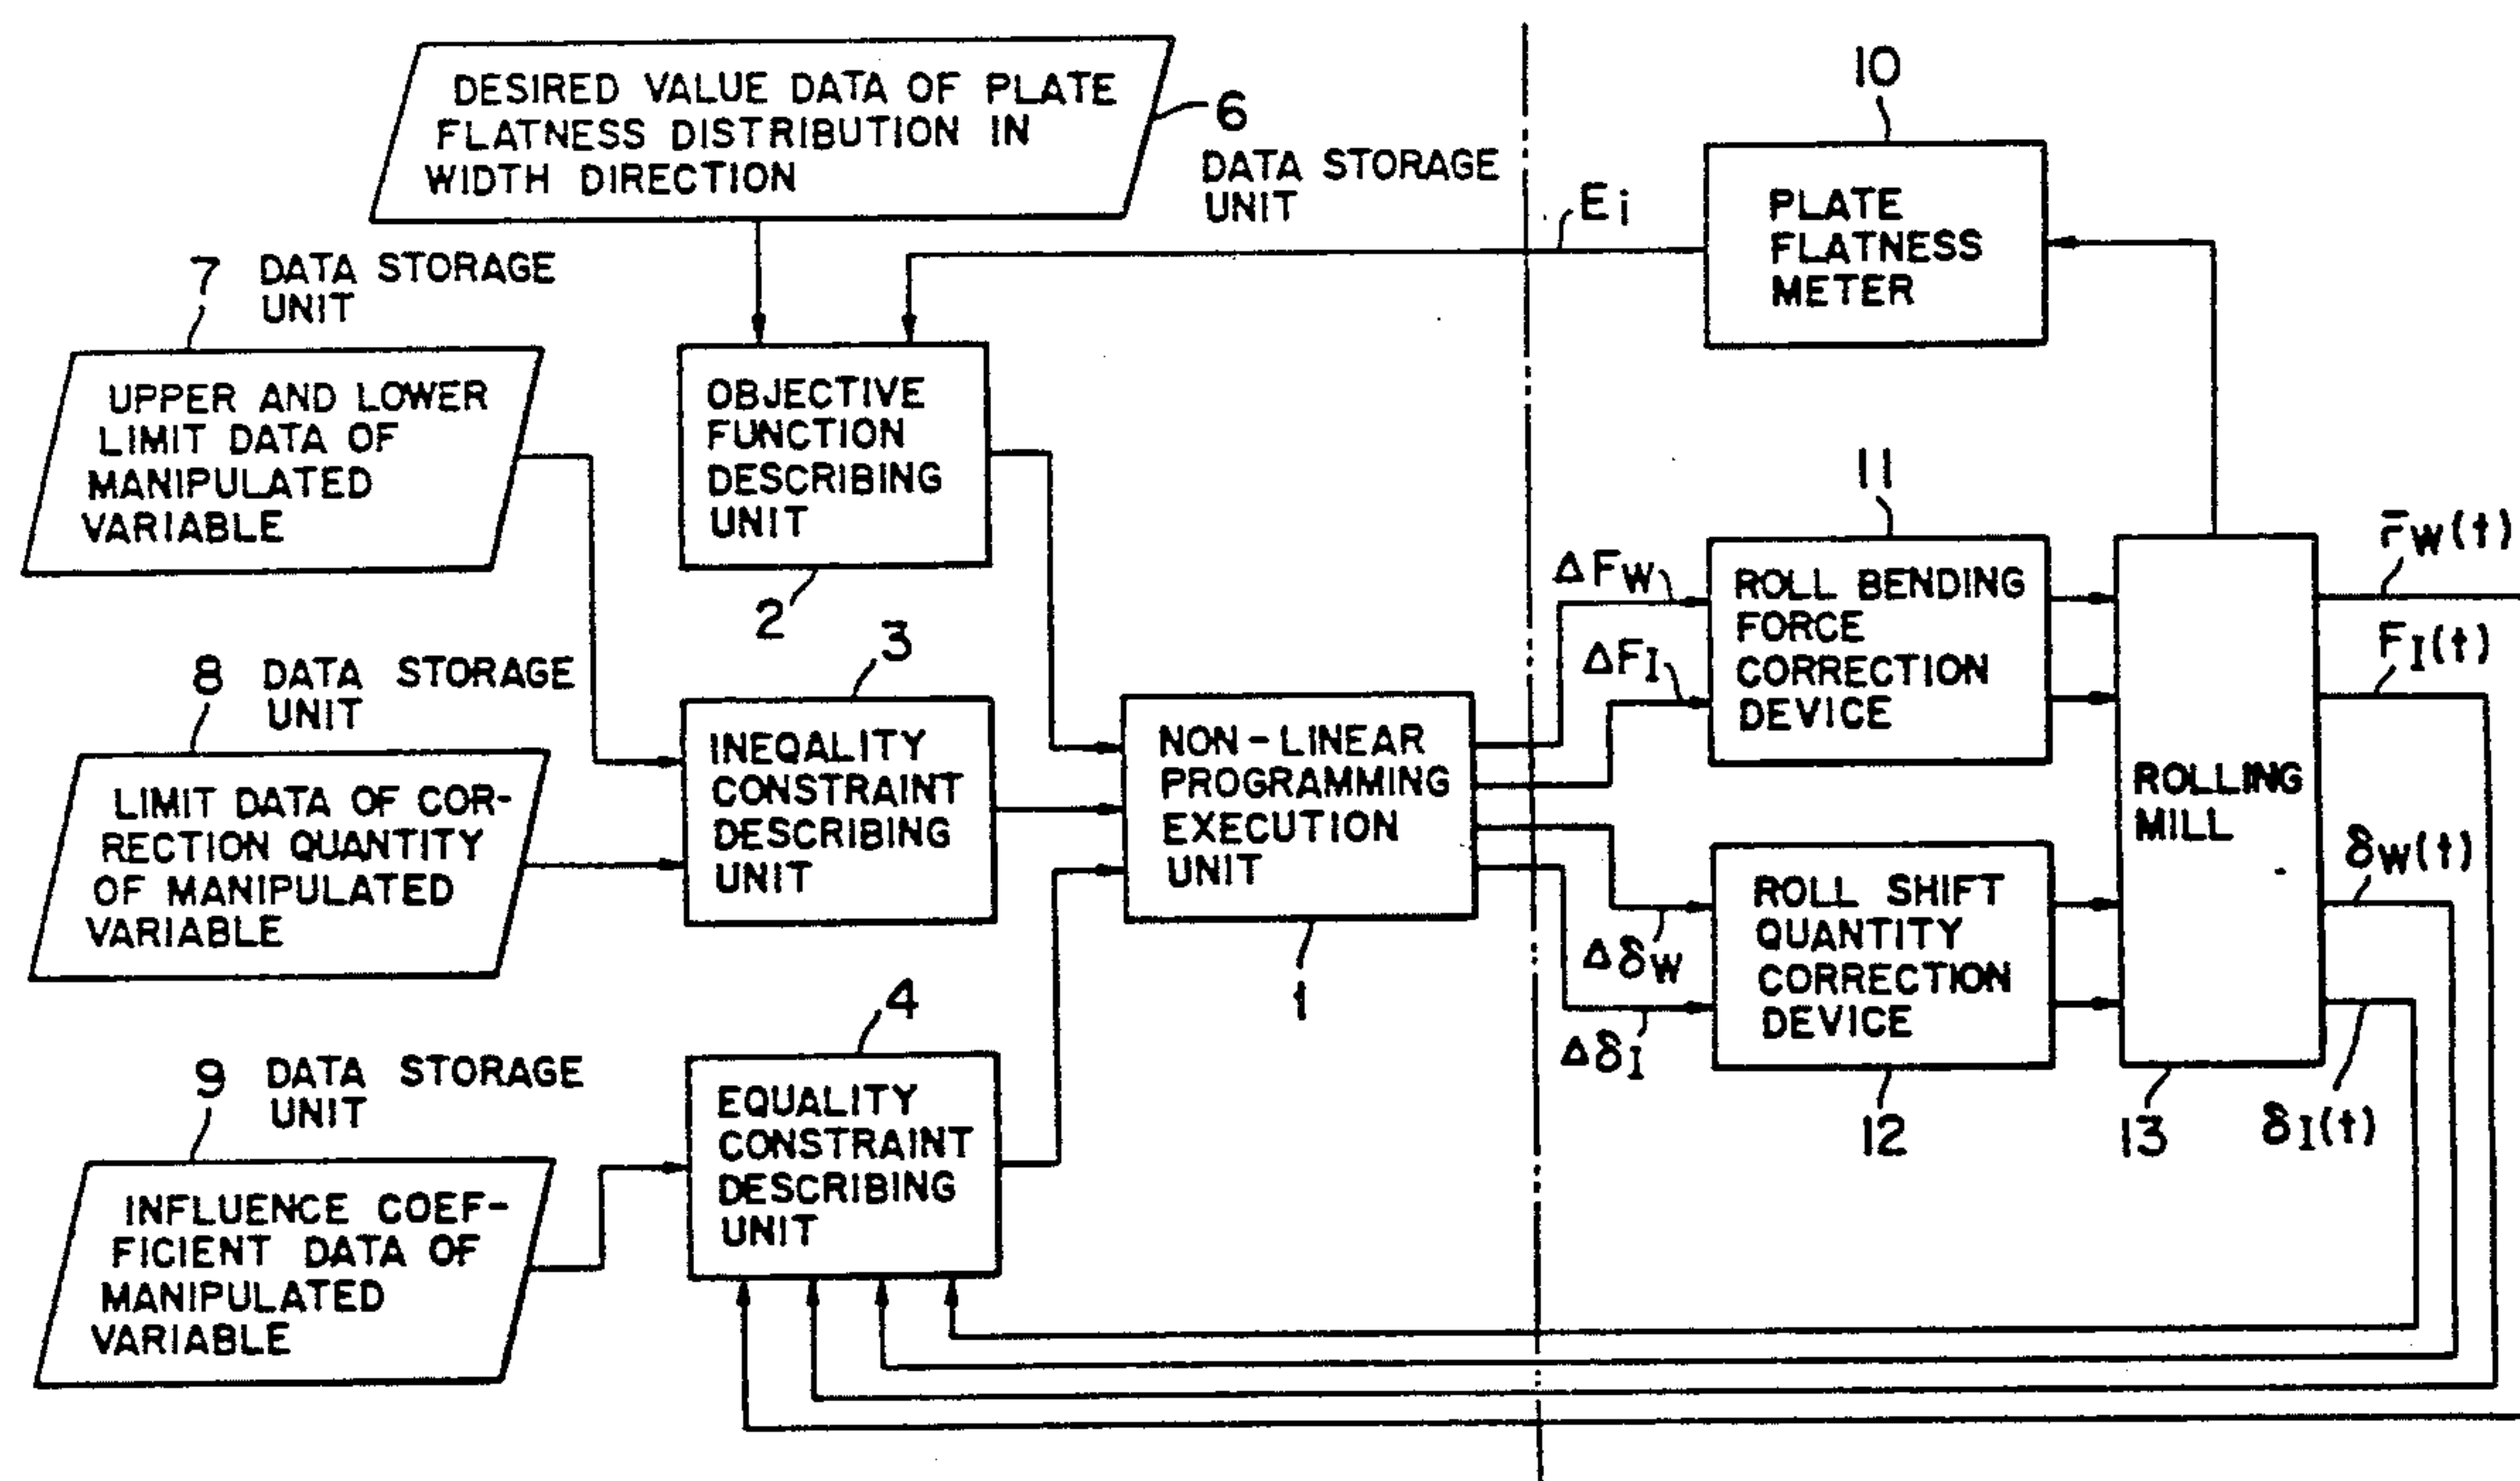 DESIRED VALUE DATA OF PLATE
FLATNESS DISTRIBUTION IN
WIDTH DIRECTION
6
DATA STORAGE
UNIT
Ei
10
PLATE
FLATNESS
METER
7 DATA STORAGE
UNIT
UPPER AND LOWER
LIMIT DATA OF
MANIPULATED
VARIABLE
OBJECTIVE
FUNCTION
DESCRIBING
UNIT
2
8 DATA STORAGE
UNIT
LIMIT DATA OF COR-
RECTION QUANTITY
OF MANIPULATED
VARIABLE
3
INEQALITY
CONSTRAINT
DESCRIBING
UNIT
NON-LINEAR
PROGRAMMING
EXECUTION
UNIT
1
ΔFW
ΔFI
ΔδW
ΔδI
11
ROLL BENDING
FORCE
CORRECTION
DEVICE
ROLL SHIFT
QUANTITY
CORRECTION
DEVICE
12
ROLLING
MILL
13
FW(t)
FI(t)
δW(t)
δI(t)
9 DATA STORAGE
UNIT
INFLUENCE COEF-
FICIENT DATA OF
MANIPULATED
VARIABLE
4
EQUALITY
CONSTRAINT
DESCRIBING
UNIT